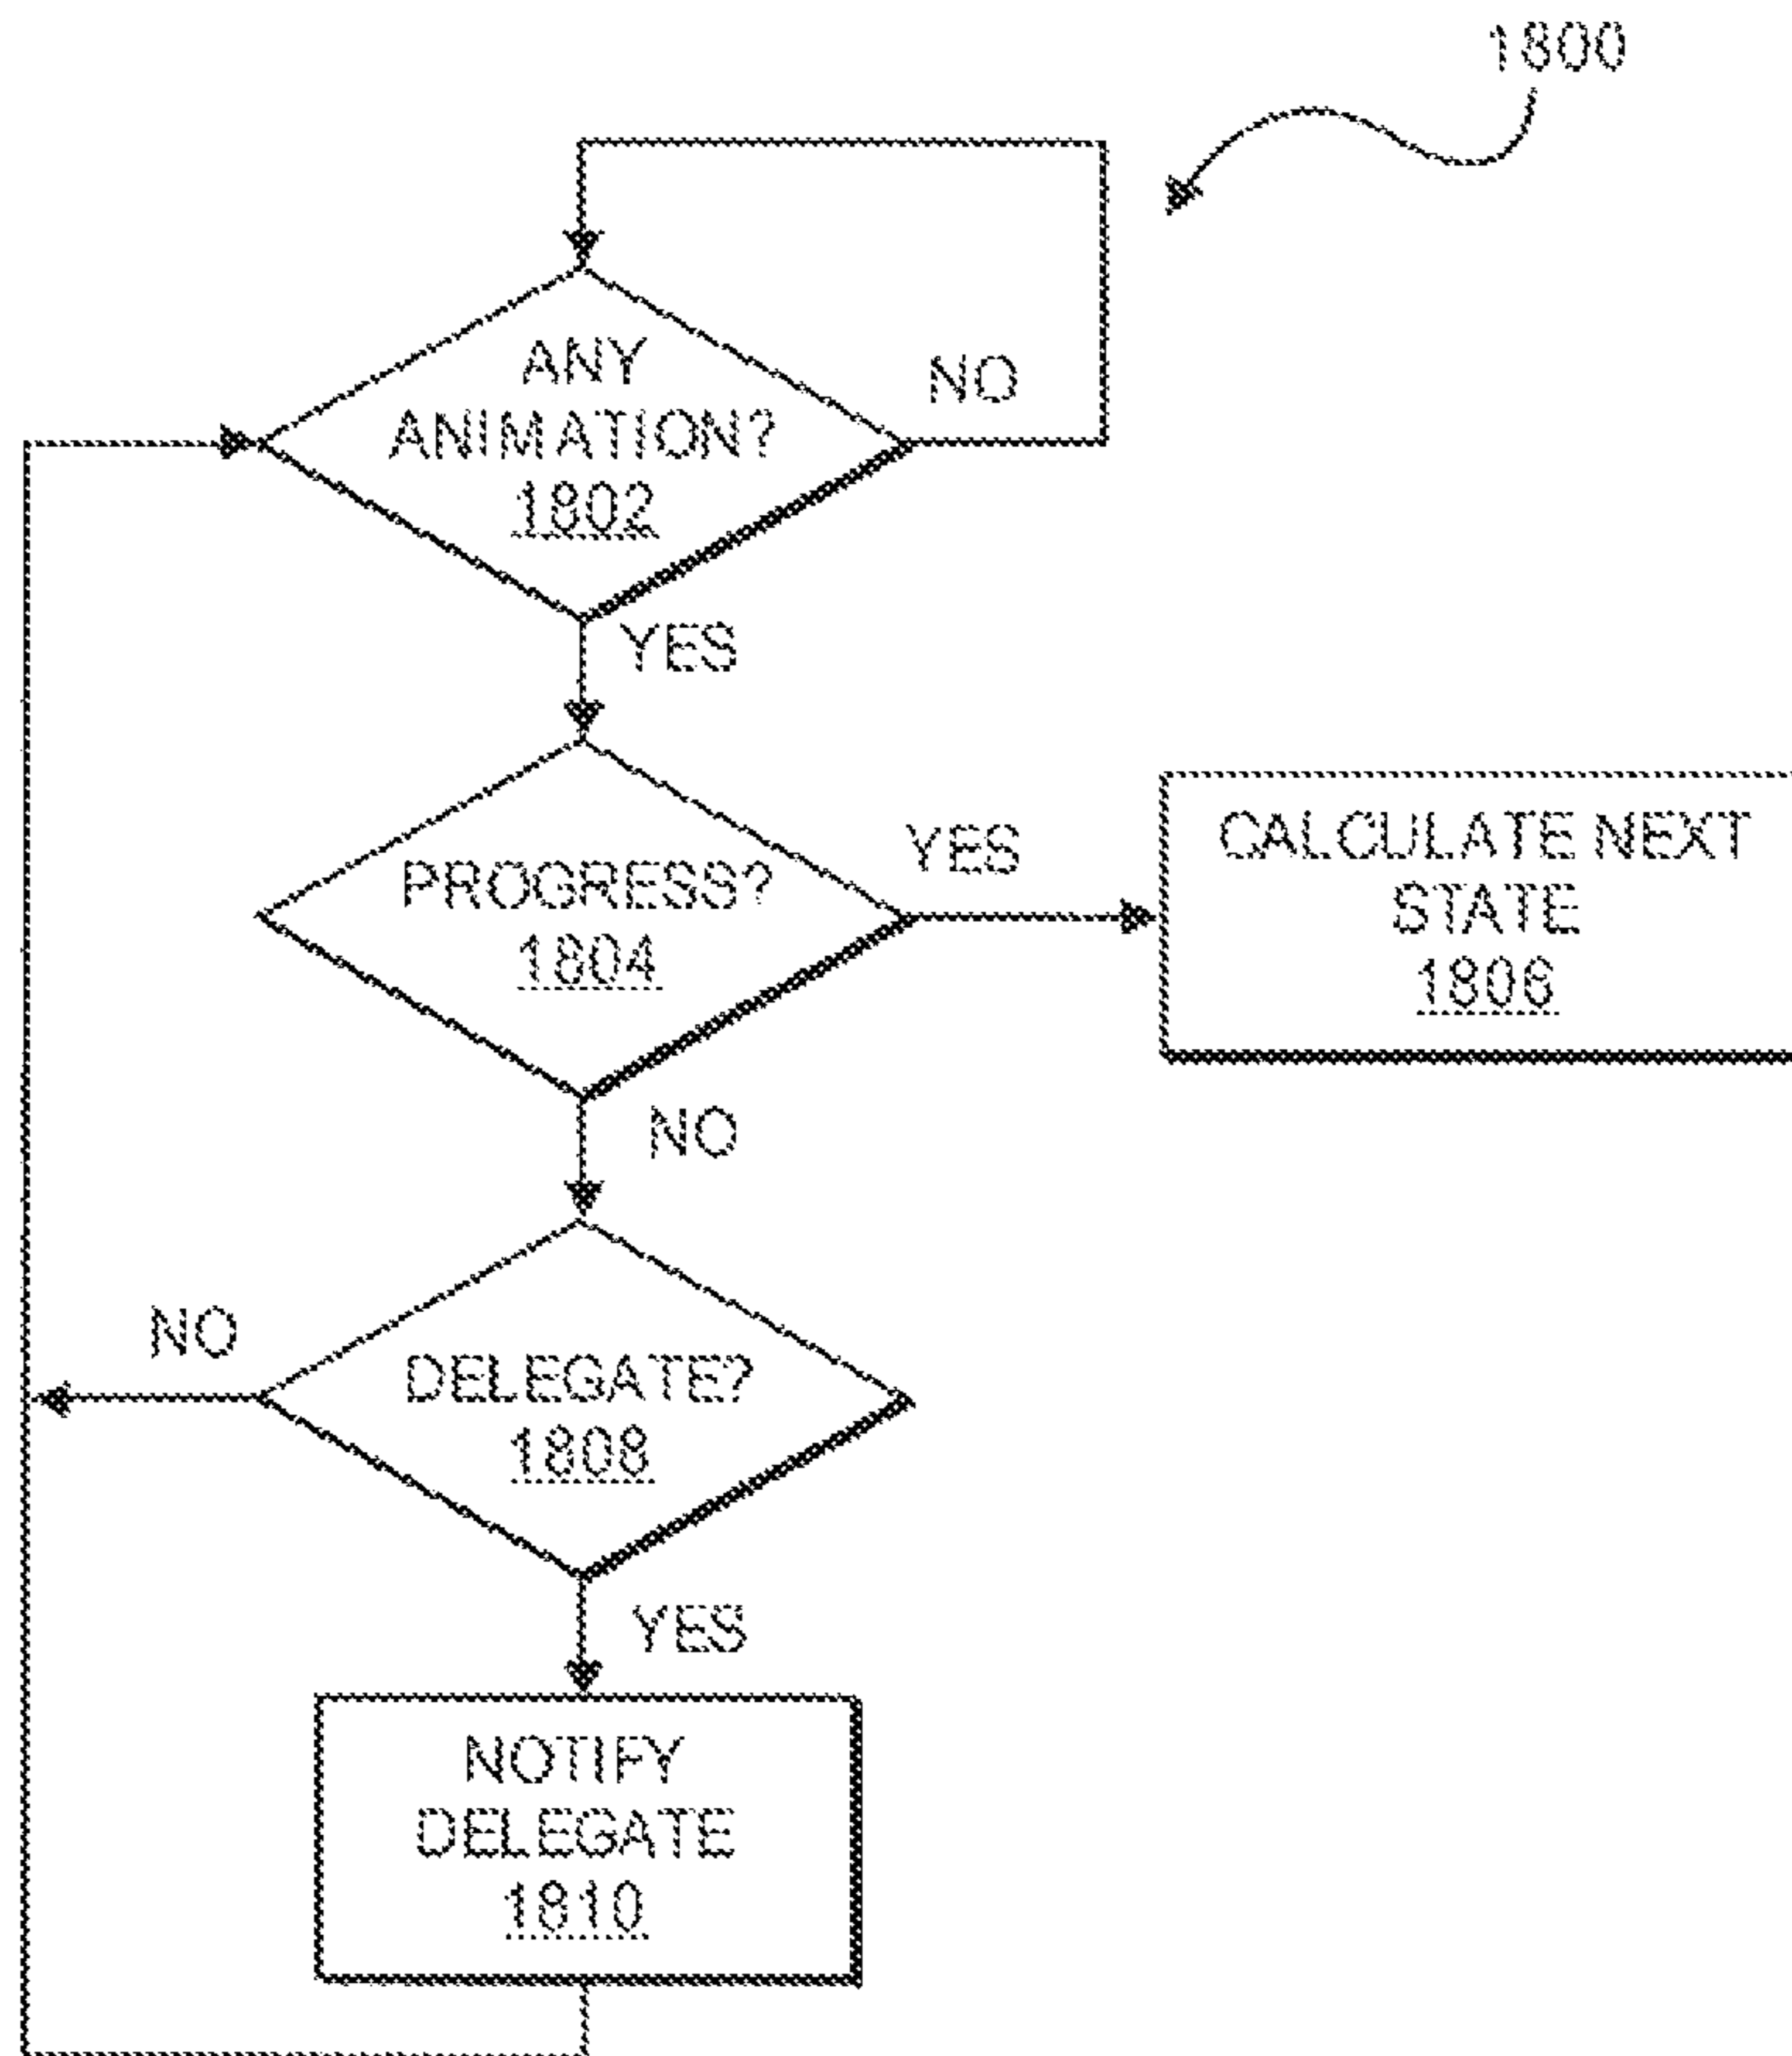 1800
ANY
ANIMATION?
1802
NO
YES
PROGRESS?
1804
YES
CALCULATE NEXT
STATE
1806
NO
DELEGATE?
1808
NO
YES
NOTIFY
DELEGATE
1810